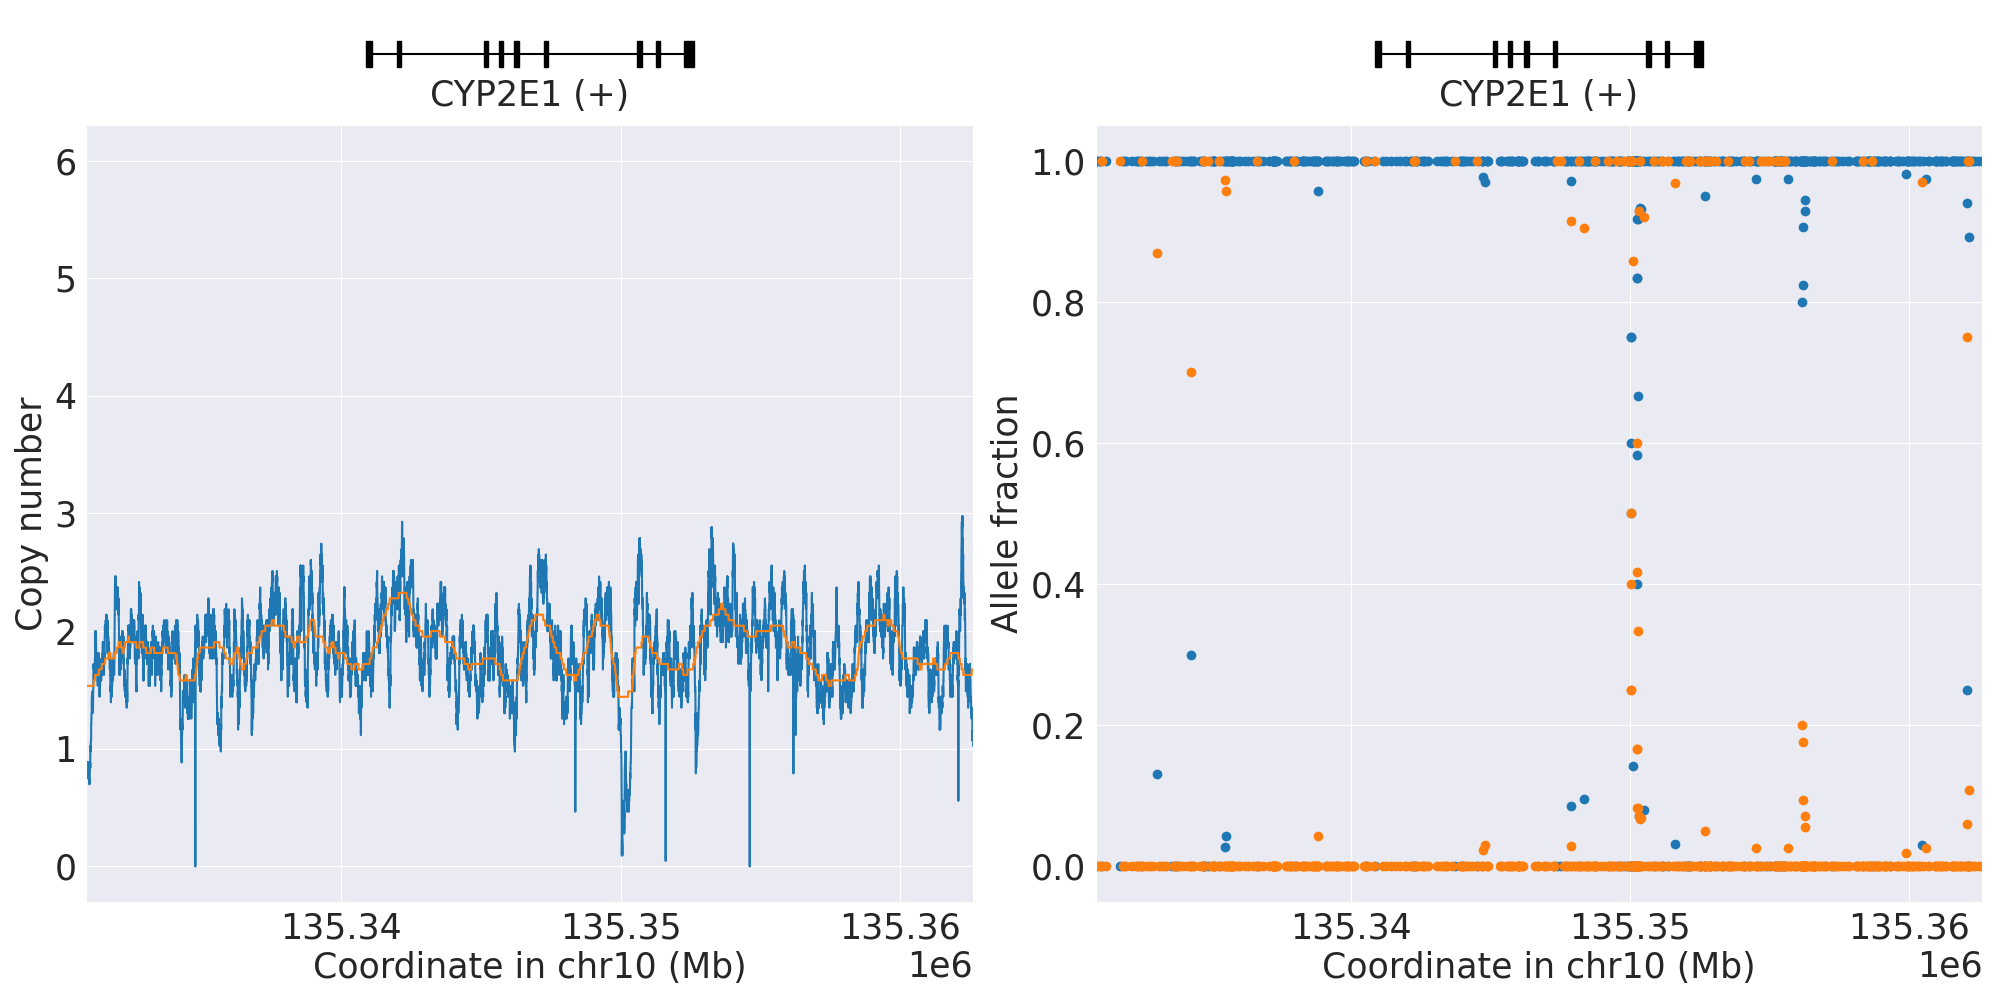 CYP2E1 (+)
CYP2E1 (+)
6
5
4
3
2
1
0
Copy number
135.34
135.35
135.36
Coordinate in chr10 (Mb)
1e6
1.0
0.8
0.6
0.4
0.2
0.0
Allele fraction
135.34
135.35
135.36
Coordinate in chr10 (Mb)
1e6